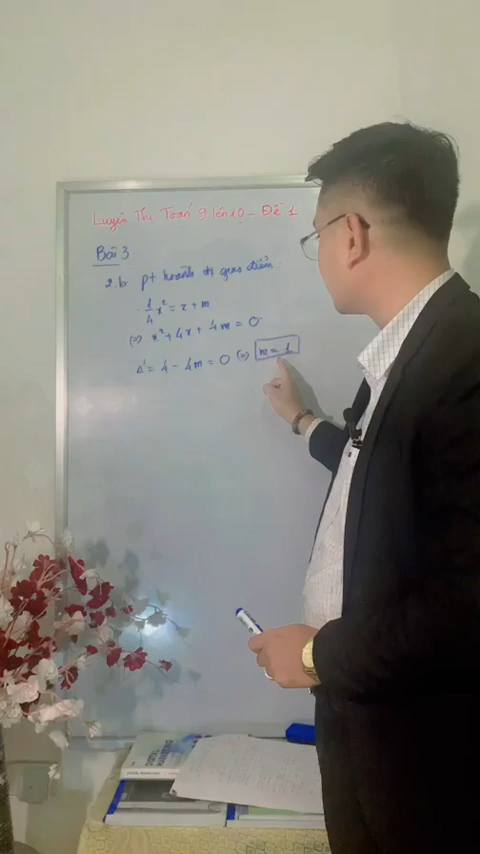 Luyện Thi Toán 9 lên 10 - Đề 1
Bài 3
2.b pt hoành độ giao điểm
-1/4 x² = x + m
(=) x² + 4x + 4m = 0
Δ' = 4 - 4m = 0 (=) m = 1